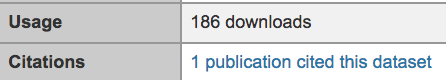 Usage 186 downloads
Citations 1 publication cited this dataset